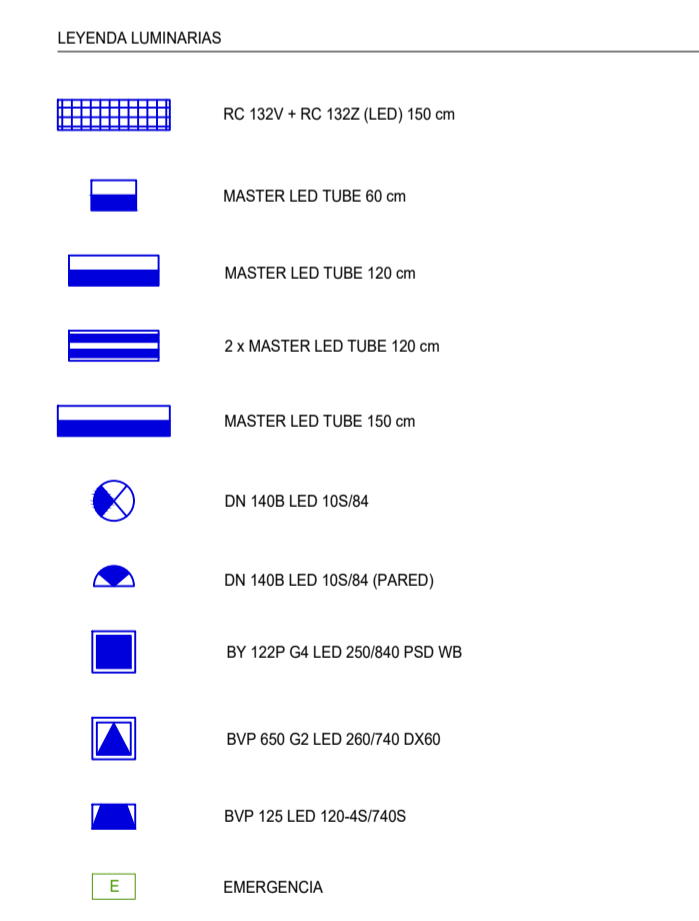 LEYENDA LUMINARIAS
RC 132V + RC 132Z (LED) 150 cm
MASTER LED TUBE 60 cm
MASTER LED TUBE 120 cm
2 x MASTER LED TUBE 120 cm
MASTER LED TUBE 150 cm
DN 140B LED 10S/84
DN 140B LED 10S/84 (PARED)
BY 122P G4 LED 250/840 PSD WB
BVP 650 G2 LED 260/740 DX60
BVP 125 LED 120-4S/740S
E EMERGENCIA